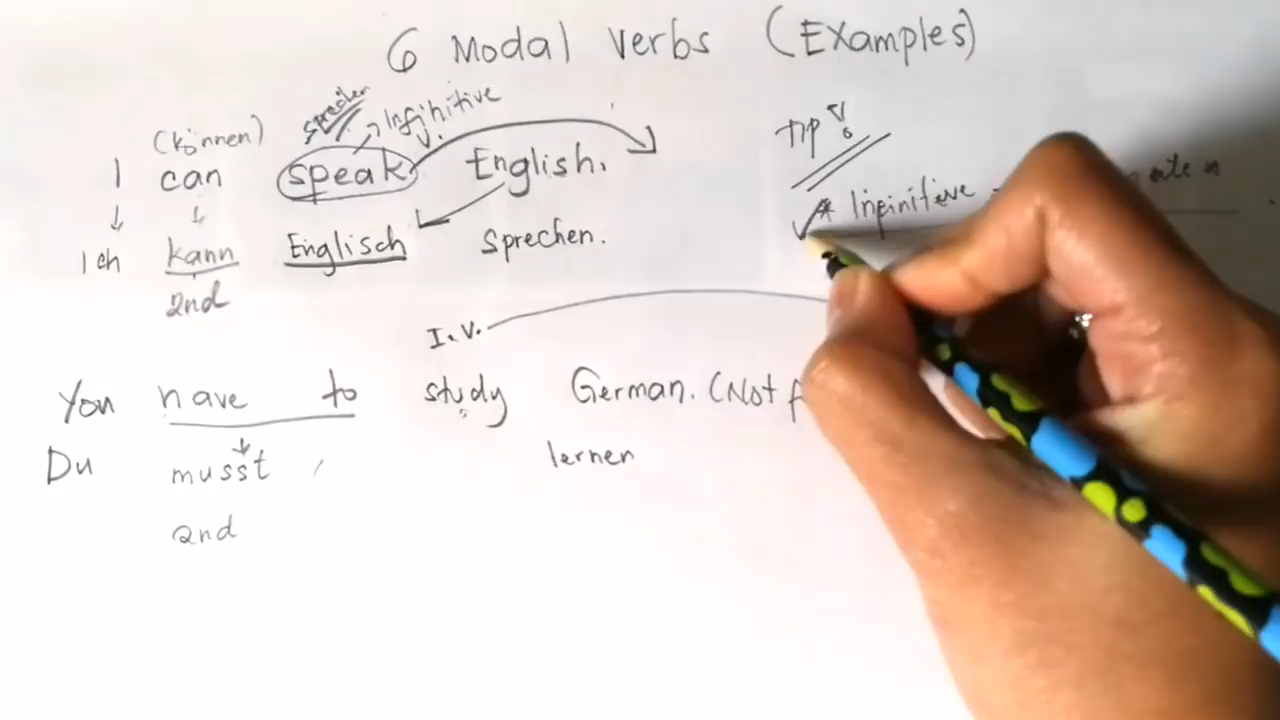 6 Modal verbs (Examples)
sprechen
Infinitive
V.
(können)
I can speak English.
Ich kann Englisch sprechen.
2nd
Tip!
* Infinitive
I.V.
You have to study German. (Not
Du musst lernen
2nd